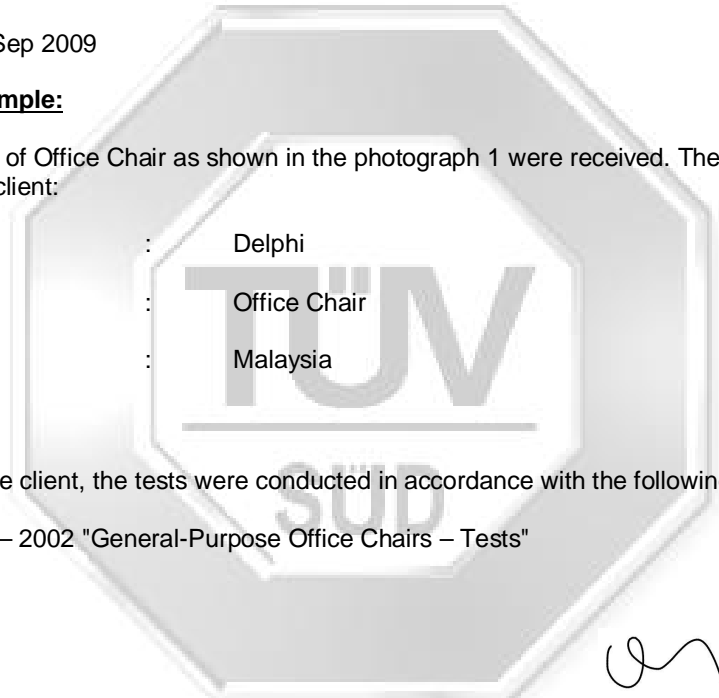 Sep 2009
mple:
of Office Chair as shown in the photograph 1 were received. The
client:
: Delphi
: Office Chair
: Malaysia
TÜV
SÜD
e client, the tests were conducted in accordance with the followin
– 2002 "General-Purpose Office Chairs – Tests"